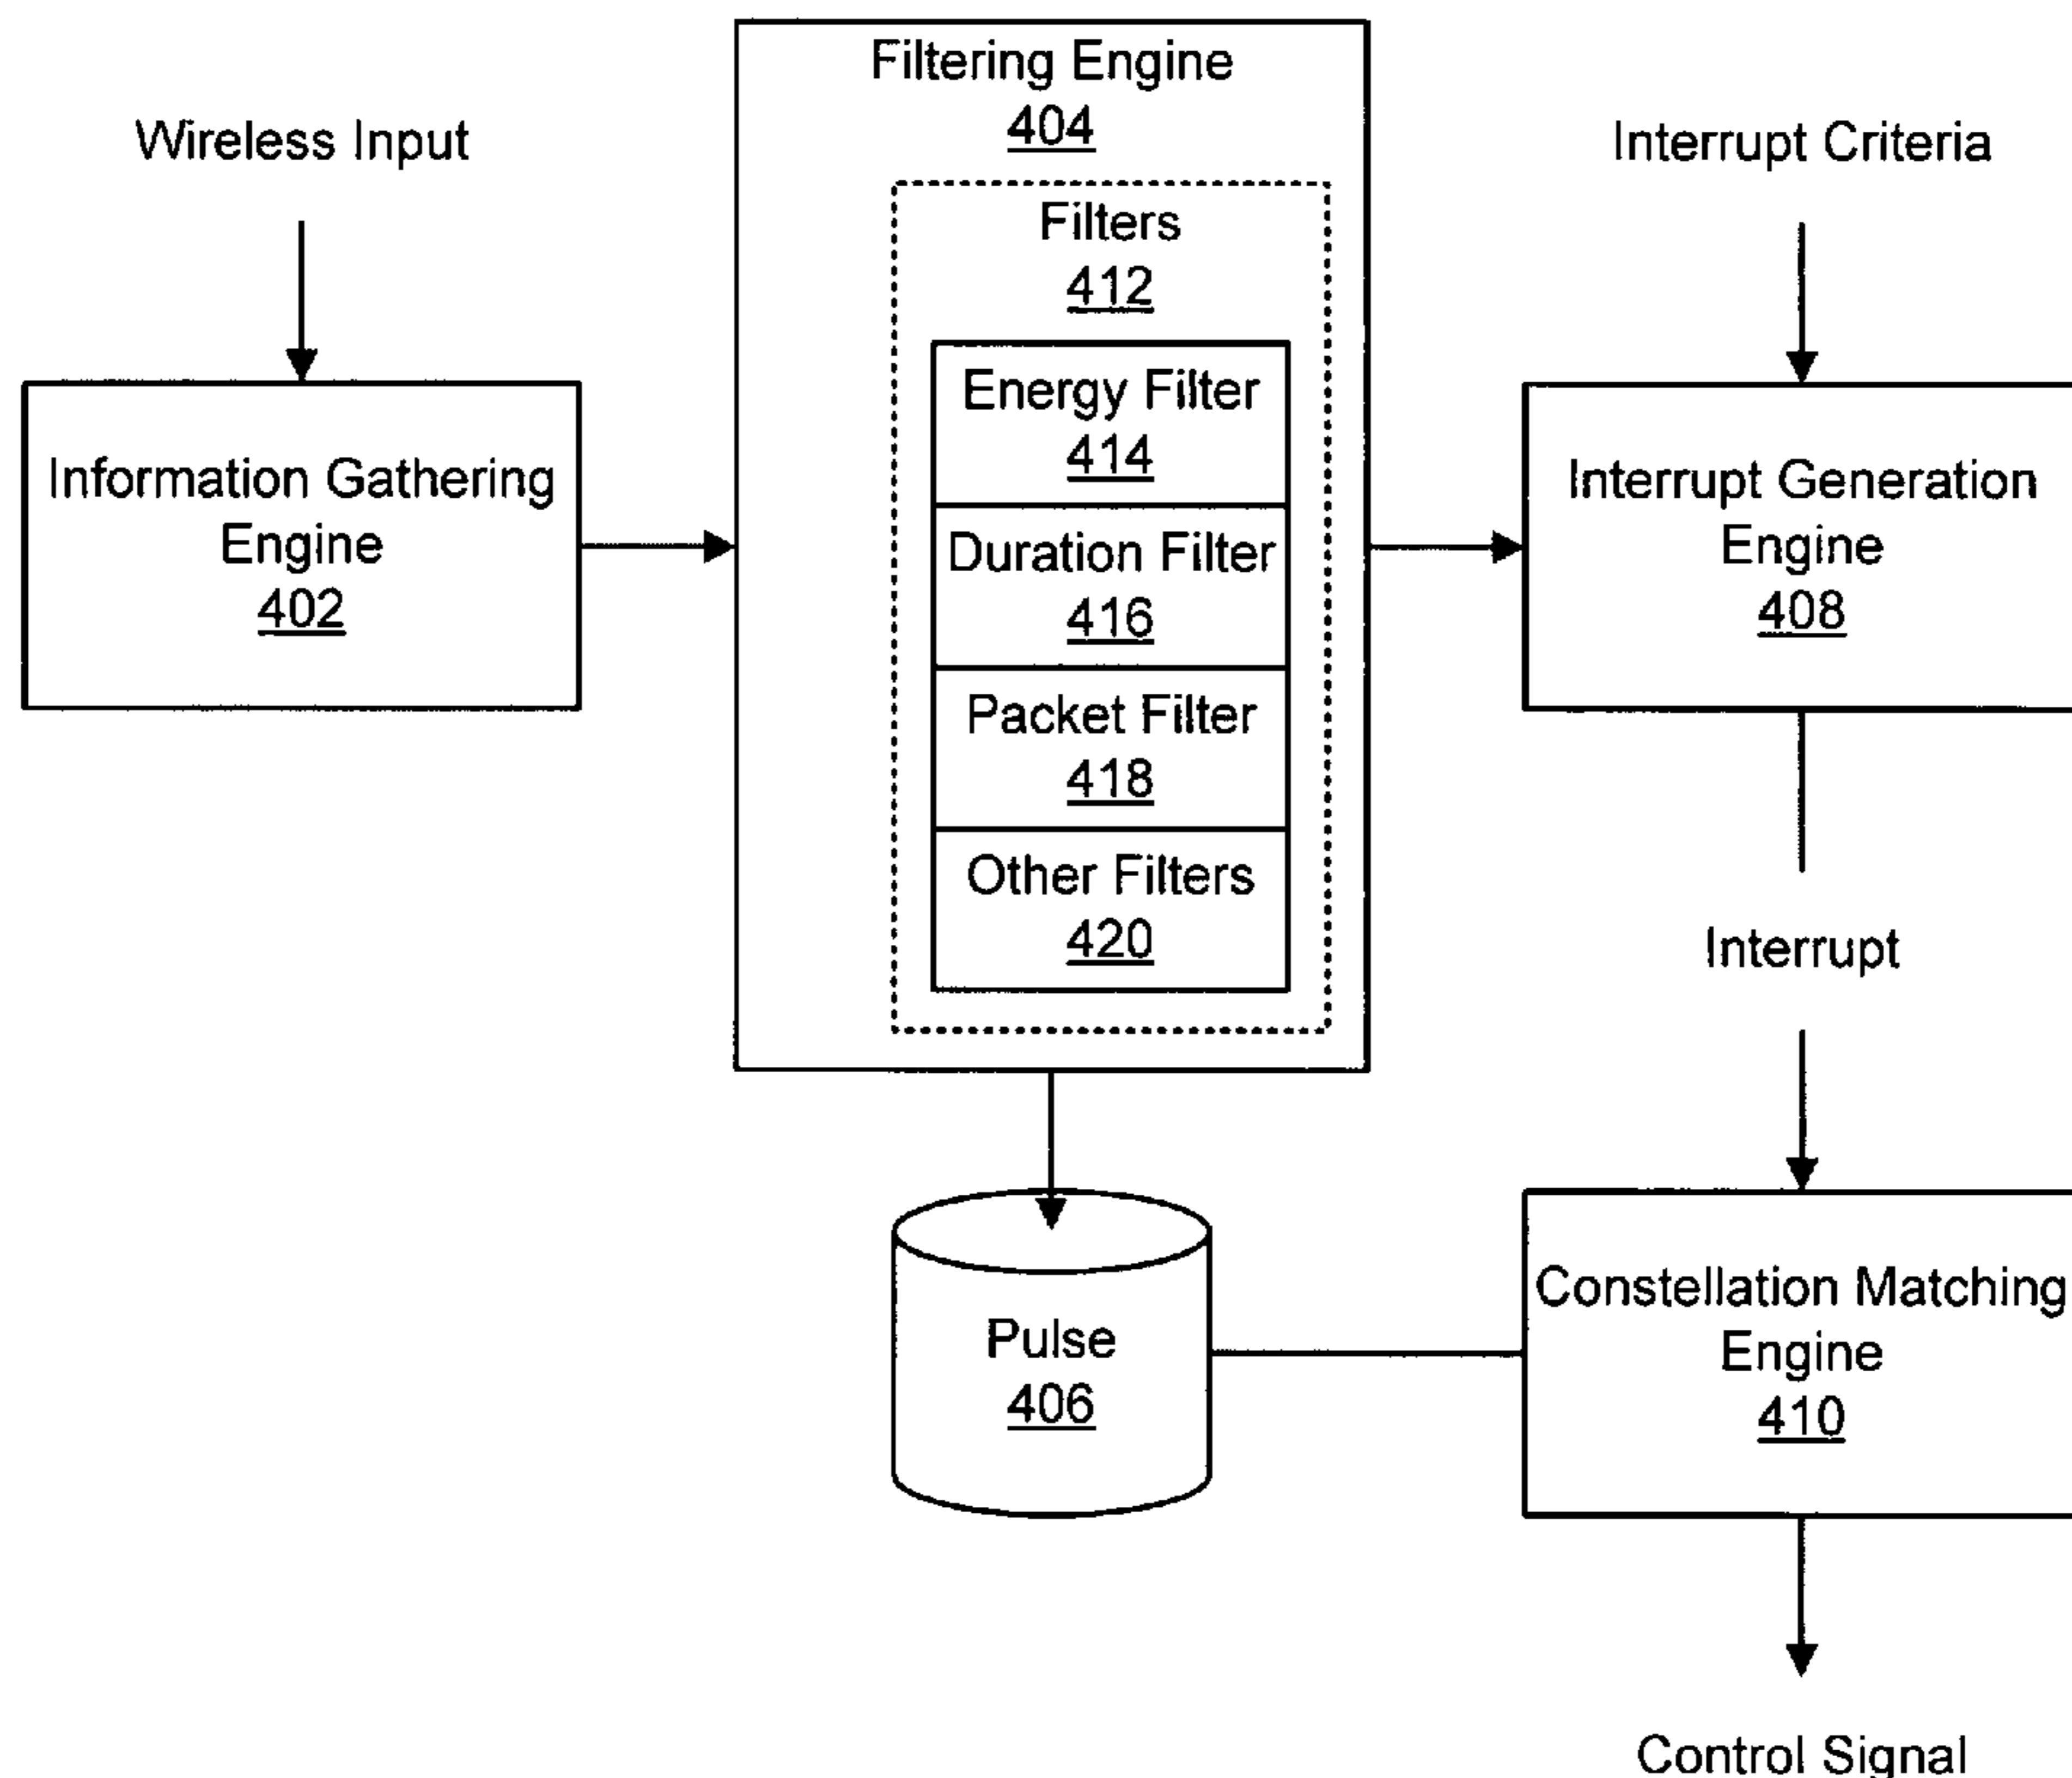 Wireless Input
Information Gathering
Engine
402
Filtering Engine
404
Filters
412
Energy Filter
414
Duration Filter
416
Packet Filter
418
Other Filters
420
Interrupt Criteria
Interrupt Generation
Engine
408
Interrupt
Pulse
406
Constellation Matching
Engine
410
Control Signal